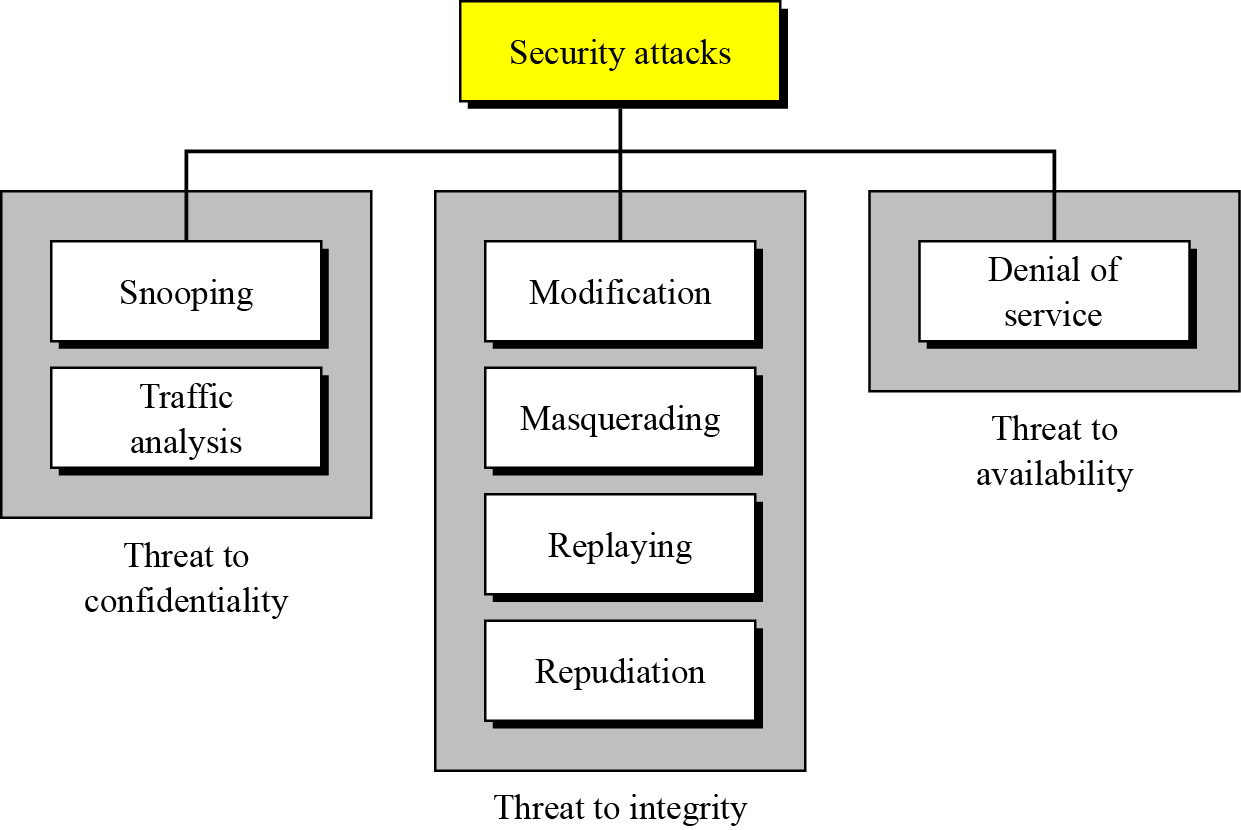 Security attacks
Snooping
Traffic
analysis
Threat to
confidentiality
Modification
Masquerading
Replaying
Repudiation
Threat to integrity
Denial of
service
Threat to
availability